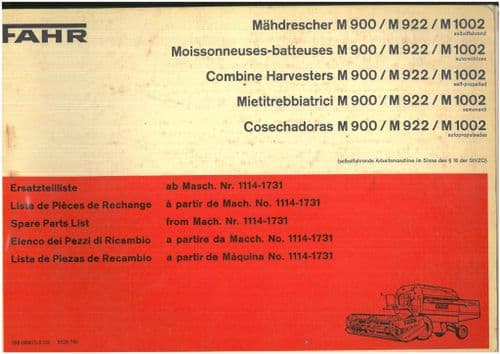 FAHR
Mähdrescher M 900 / M 922 / M 1002
selbstfahrend
Moissonneuses-batteuses M 900 / M 922 / M 1002
automotrices
Combine Harvesters M 900 / M 922 / M 1002
self-propelled
Mietitrebbiatrici M 900 / M 922 / M 1002
semoventi
Cosechadoras M 900 / M 922 / M 1002
autopropulsadas
(selbstfahrende Arbeitsmaschine im Sinne des § 18 der StVZO)
Ersatzteilliste ab Masch. Nr. 1114-1731
Liste de Pièces de Rechange à partir de Mach. No. 1114-1731
Spare Parts List from Mach. Nr. 1114-1731
Elenco dei Pezzi di Ricambio a partire da Macch. No. 1114-1731
Lista de Piezas de Recambio a partir de Máquina No. 1114-1731